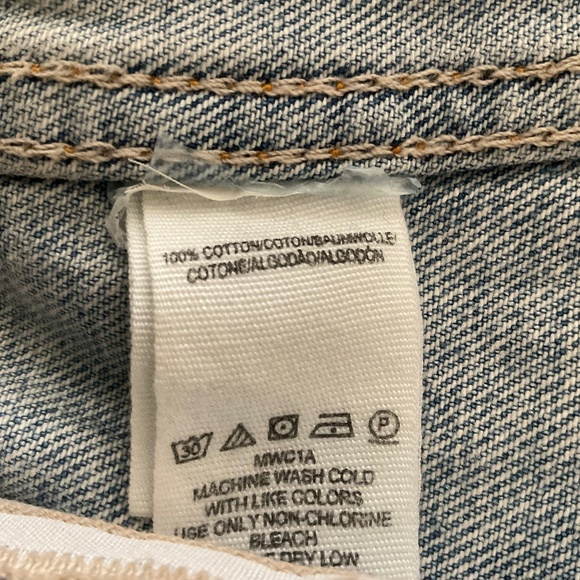 100% COTTON/COTON/BAUMWOLLE/
COTONE/ALGODÃO/ALGODÓN
30 P
MWC1A
MACHINE WASH COLD
WITH LIKE COLORS
USE ONLY NON-CHLORINE
BLEACH
DRY LOW